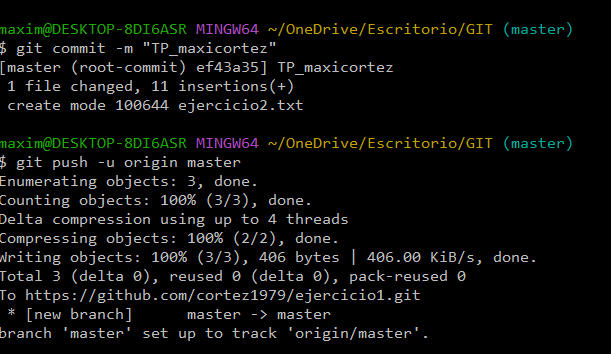 maxim@DESKTOP-8DI6ASR MINGW64 ~/OneDrive/Escritorio/GIT (master)
$ git commit -m "TP_maxicortez"
[master (root-commit) ef43a35] TP_maxicortez
 1 file changed, 11 insertions(+)
 create mode 100644 ejercicio2.txt

maxim@DESKTOP-8DI6ASR MINGW64 ~/OneDrive/Escritorio/GIT (master)
$ git push -u origin master
Enumerating objects: 3, done.
Counting objects: 100% (3/3), done.
Delta compression using up to 4 threads
Compressing objects: 100% (2/2), done.
Writing objects: 100% (3/3), 406 bytes | 406.00 KiB/s, done.
Total 3 (delta 0), reused 0 (delta 0), pack-reused 0
To https://github.com/cortez1979/ejercicio1.git
 * [new branch]      master -> master
branch 'master' set up to track 'origin/master'.